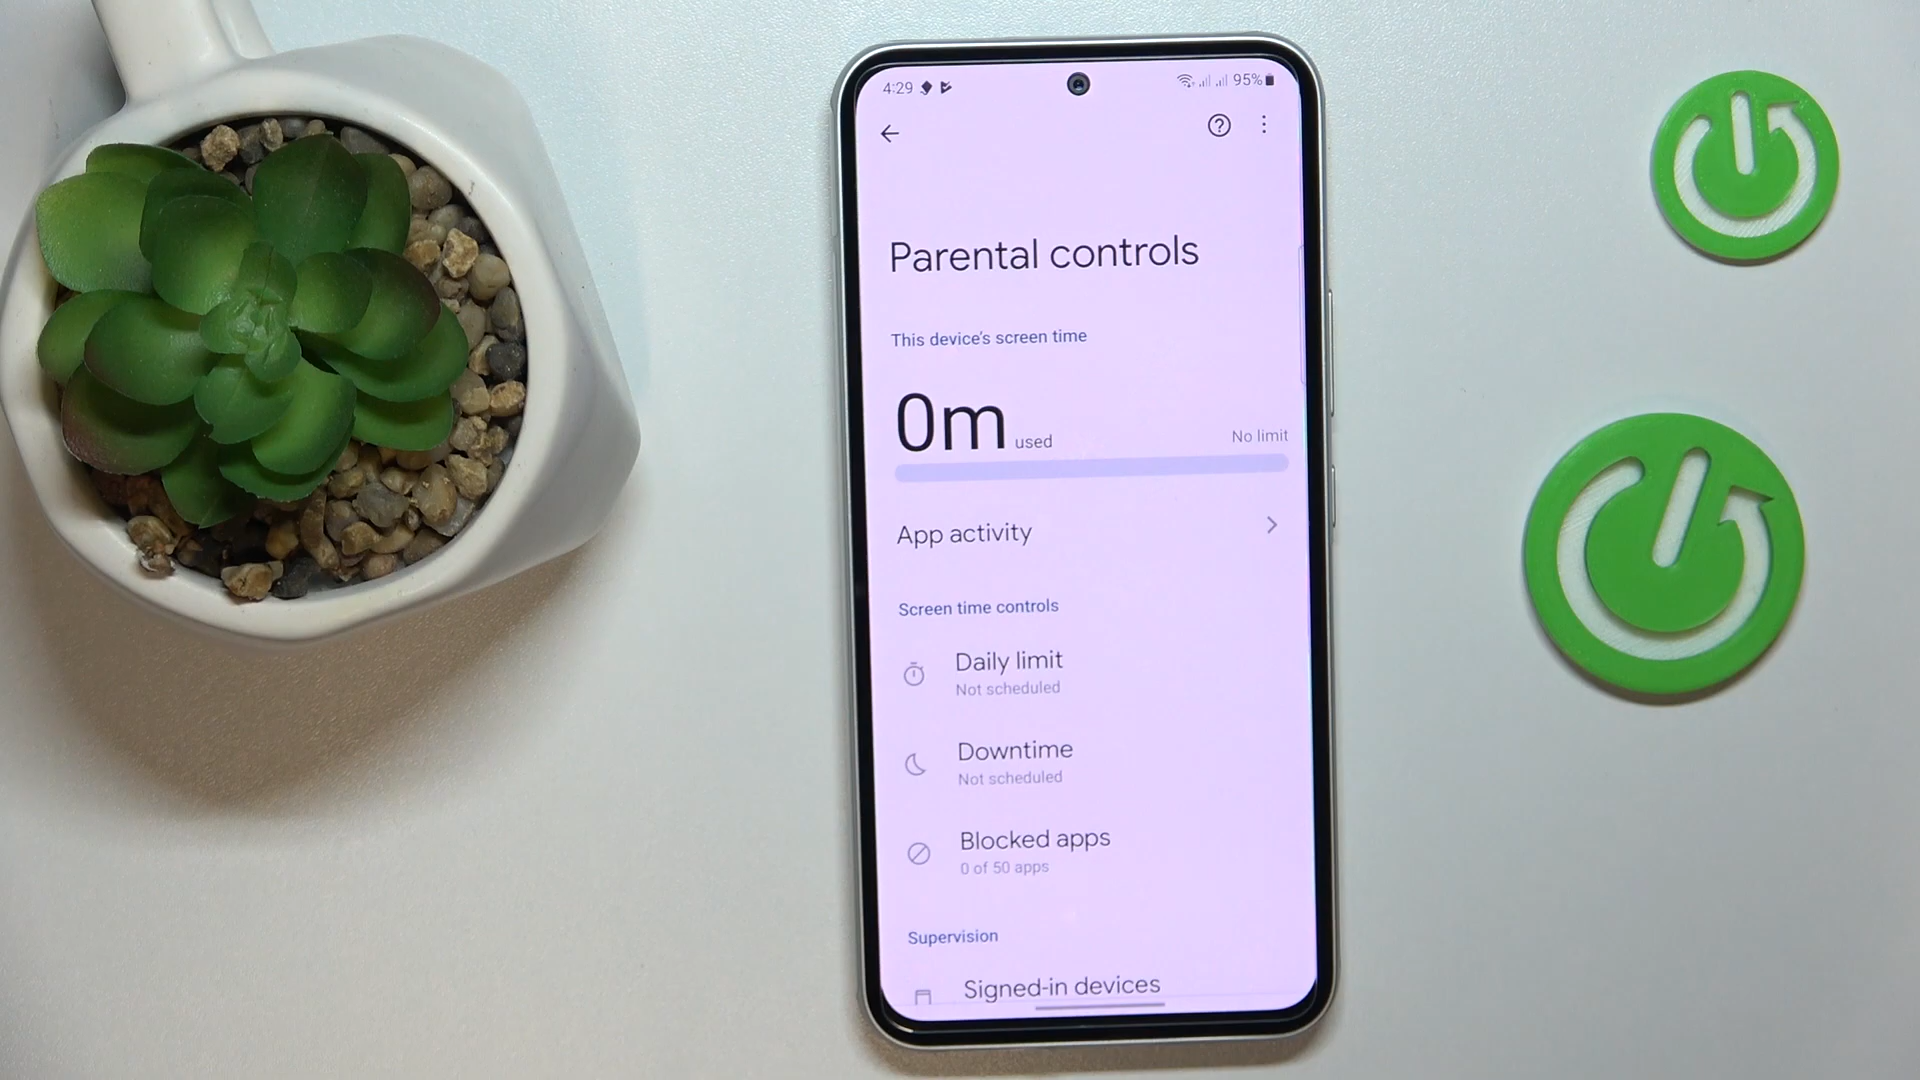 4:29 95%
Parental controls
This device's screen time
0m used No limit
App activity
Screen time controls
Daily limit
Not scheduled
Downtime
Not scheduled
Blocked apps
0 of 50 apps
Supervision
Signed-in devices